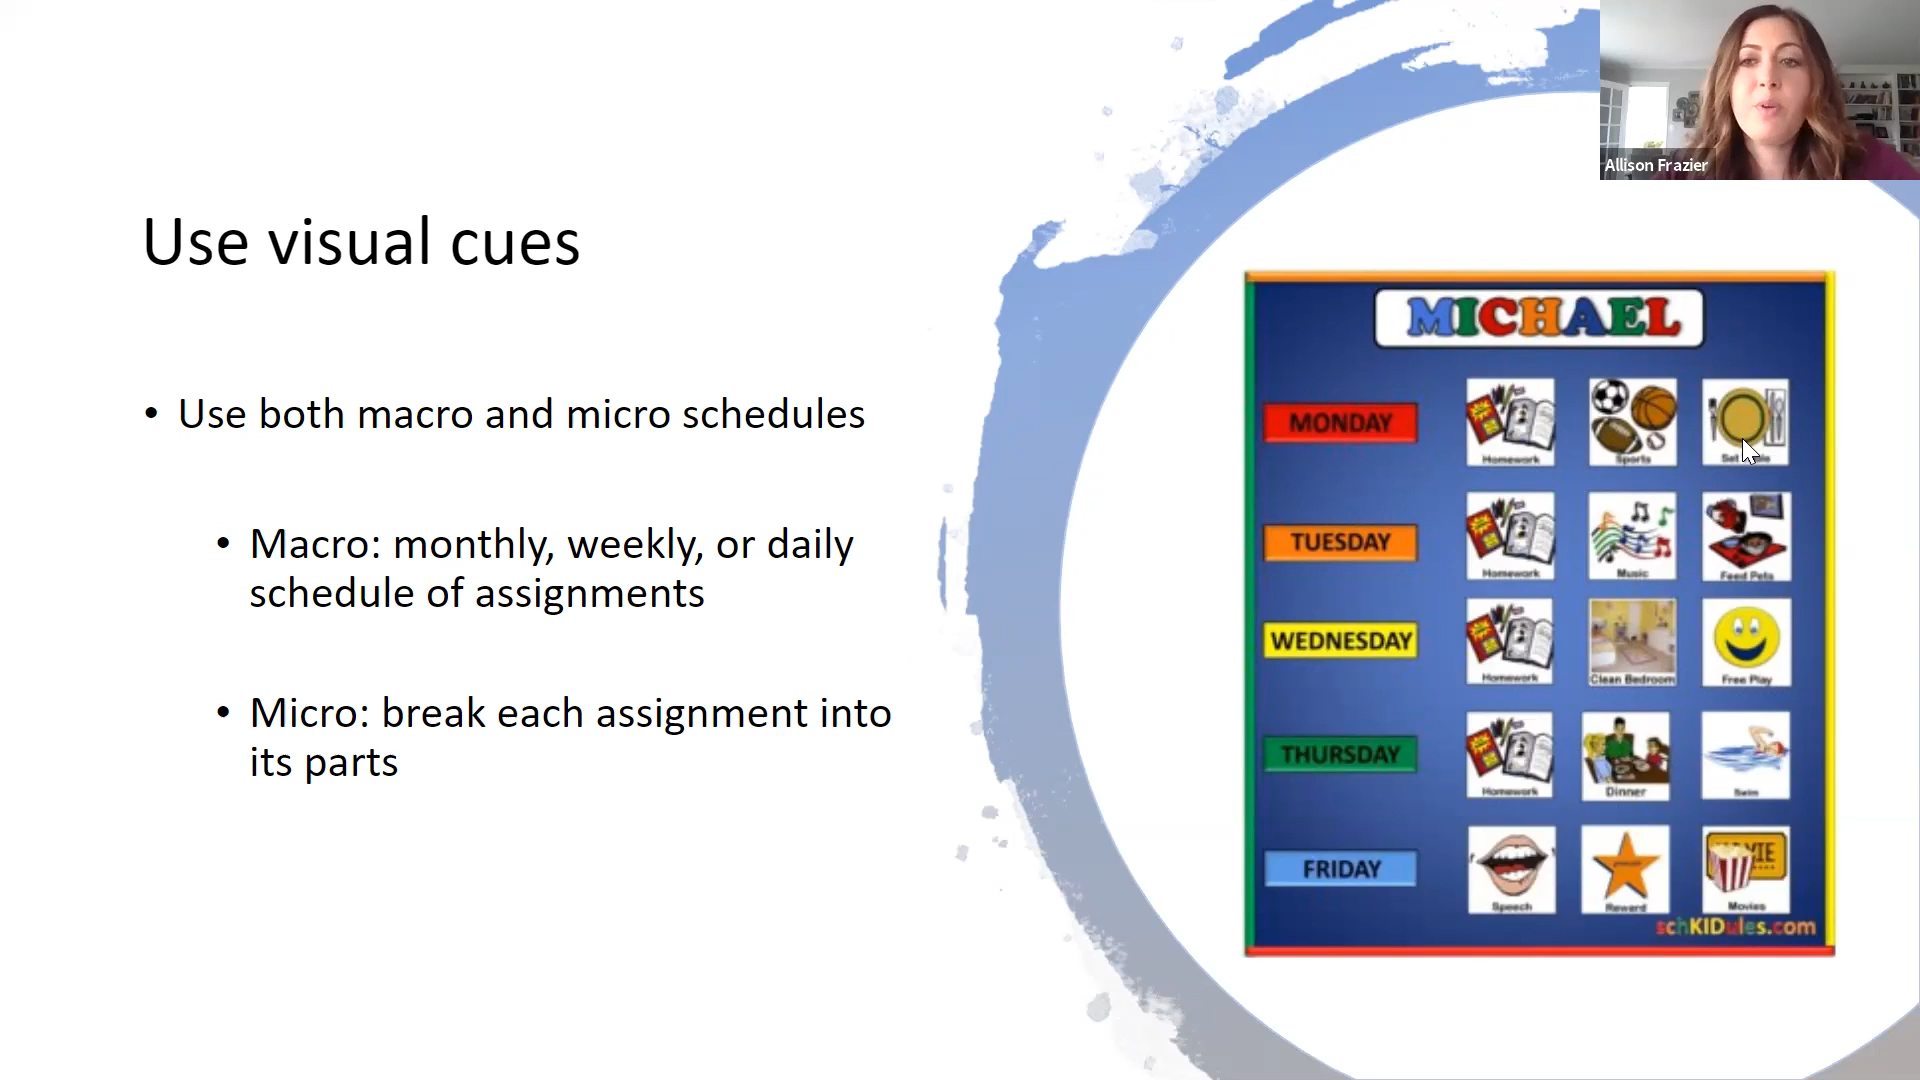 Allison Frazier
Use visual cues
• Use both macro and micro schedules
• Macro: monthly, weekly, or daily
schedule of assignments
• Micro: break each assignment into
its parts
MICHAEL
MONDAY
Homework
Sports
TUESDAY
Homework
Music
Feed Pets
WEDNESDAY
Homework
Clean Bedroom
Free Play
THURSDAY
Homework
Dinner
Swim
FRIDAY
Speech
Reward
Movies
schKIDules.com